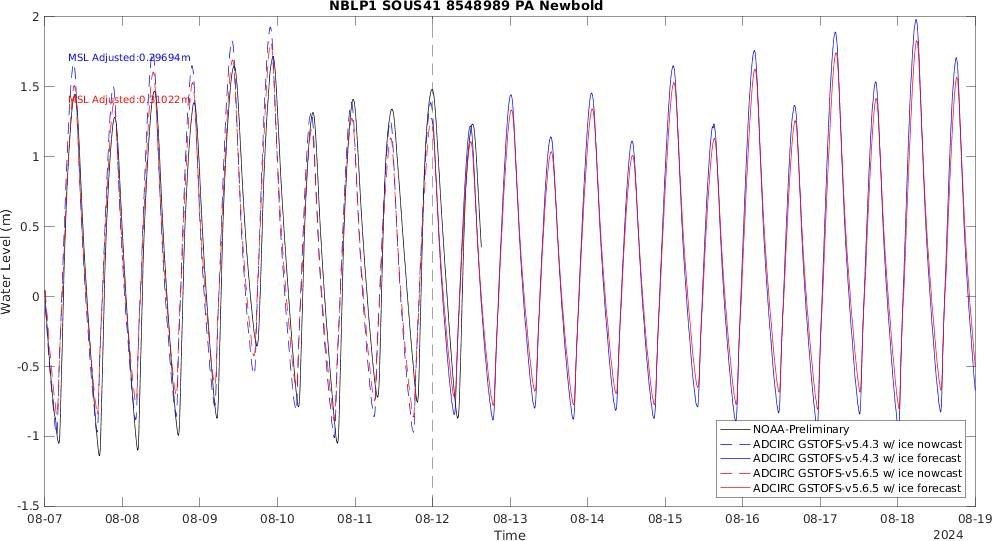 NBLP1 SOUS41 8548989 PA Newbold
MSL Adjusted:0.29694m
MSL Adjusted:0.31022m
Water Level (m)
2
1.5
1
0.5
0
-0.5
-1
-1.5
NOAA-Preliminary
ADCIRC GSTOFS-v5.4.3 w/ ice nowcast
ADCIRC GSTOFS-v5.4.3 w/ ice forecast
ADCIRC GSTOFS-v5.6.5 w/ ice nowcast
ADCIRC GSTOFS-v5.6.5 w/ ice forecast
08-07 08-08 08-09 08-10 08-11 08-12 08-13 08-14 08-15 08-16 08-17 08-18 08-19
Time
2024